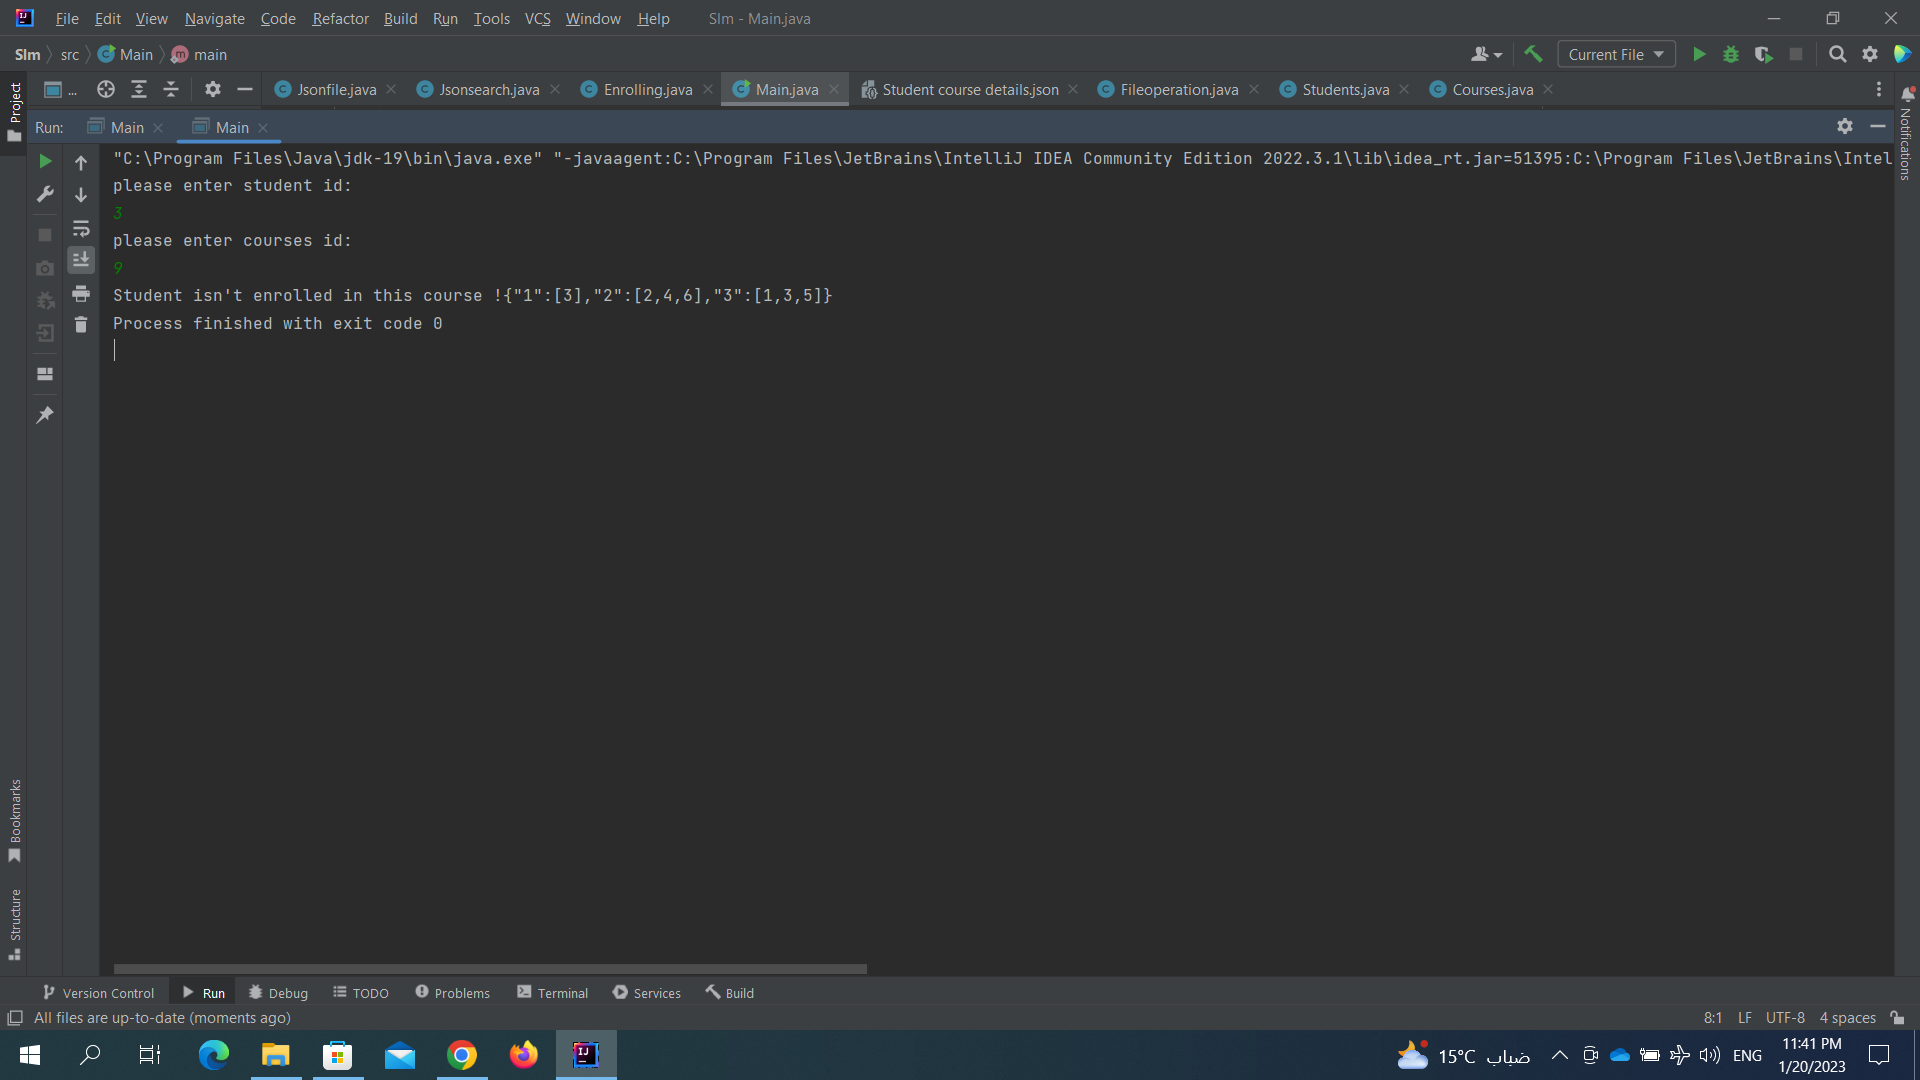 File Edit View Navigate Code Refactor Build Run Tools VCS Window Help Slm - Main.java
Slm src Main main Current File
Project
... Jsonfile.java Jsonsearch.java Enrolling.java Main.java Student course details.json Fileoperation.java Students.java Courses.java
Run: Main Main
Notifications
"C:\Program Files\Java\jdk-19\bin\java.exe" "-javaagent:C:\Program Files\JetBrains\IntelliJ IDEA Community Edition 2022.3.1\lib\idea_rt.jar=51395:C:\Program Files\JetBrains\Intel
please enter student id:
3
please enter courses id:
9
Student isn't enrolled in this course !{"1":[3],"2":[2,4,6],"3":[1,3,5]}
Process finished with exit code 0
Bookmarks
Structure
Version Control Run Debug TODO Problems Terminal Services Build
All files are up-to-date (moments ago) 8:1 LF UTF-8 4 spaces
15°C ضباب ENG 11:41 PM
1/20/2023